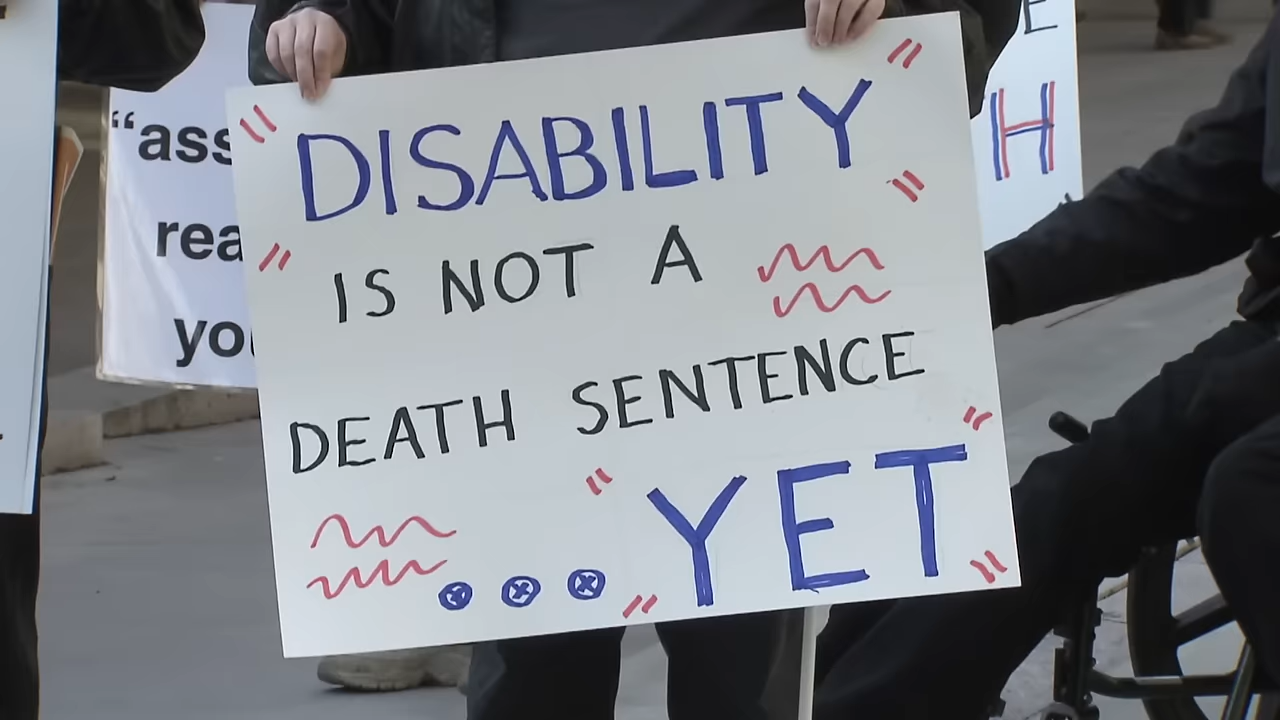 DISABILITY
IS NOT A
DEATH SENTENCE
... YET
"ass
rea
yo
E
H